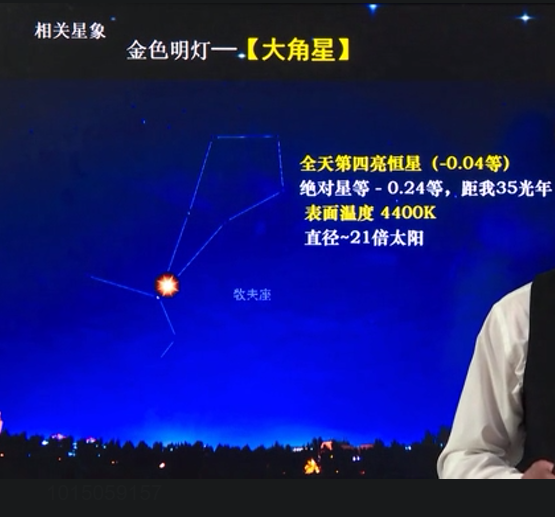 相关星象
金色明灯—【大角星】
全天第四亮恒星（-0.04等）
绝对星等 - 0.24等，距我35光年
表面温度 4400K
直径~21倍太阳
牧夫座